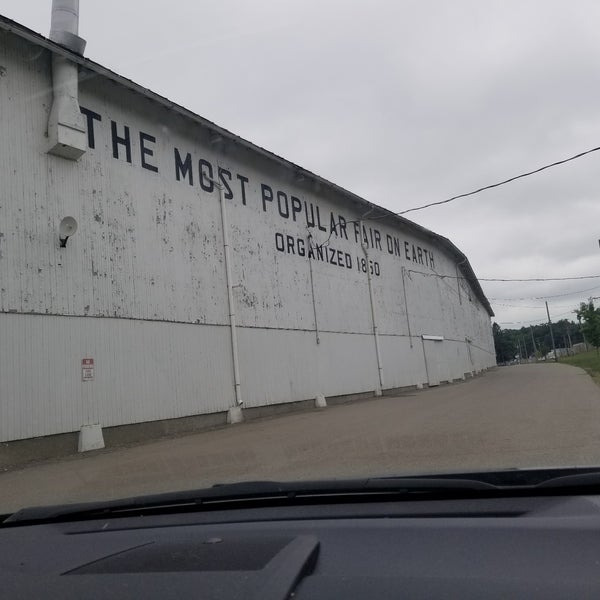 THE MOST POPULAR FAIR ON EARTH
ORGANIZED 1850